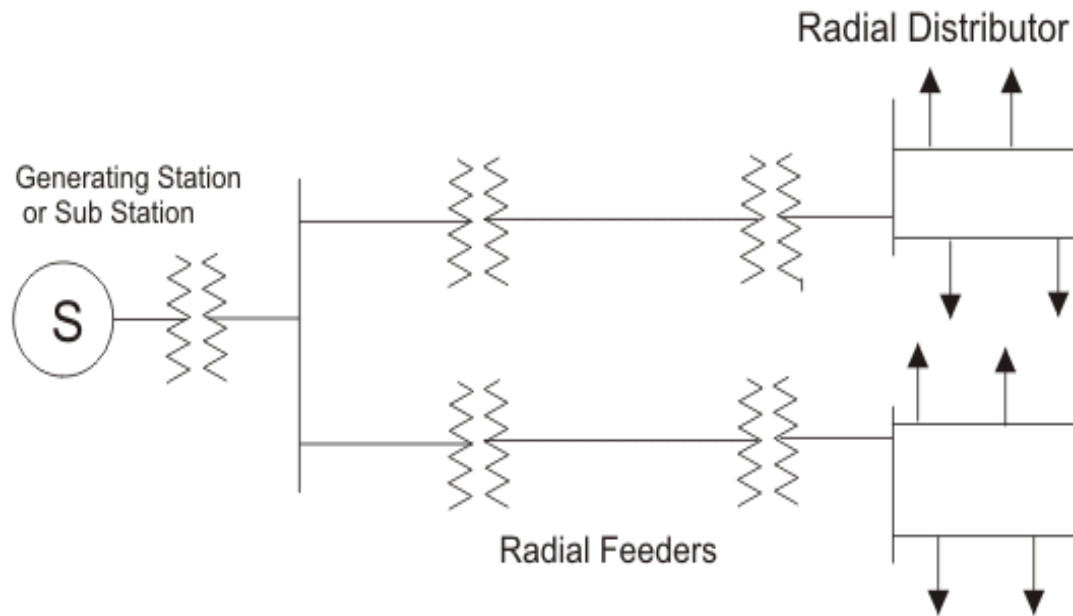 Radial Distributor
Generating Station
or Sub Station
S
Radial Feeders